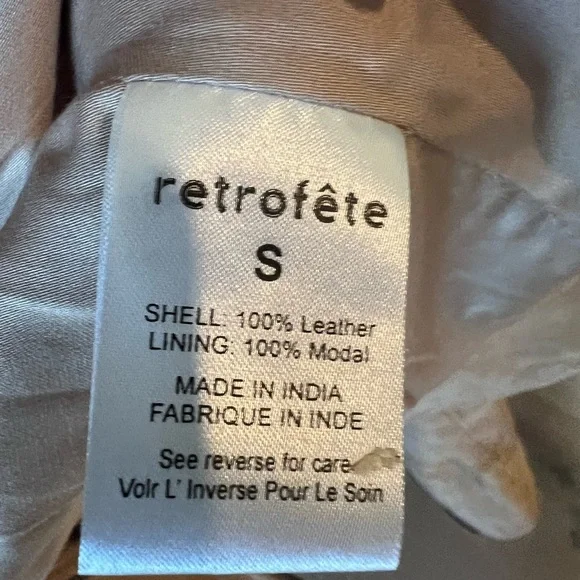 retrofête
S
SHELL: 100% Leather
LINING: 100% Modal
MADE IN INDIA
FABRIQUE IN INDE
See reverse for care
Voir L' Inverse Pour Le Soin